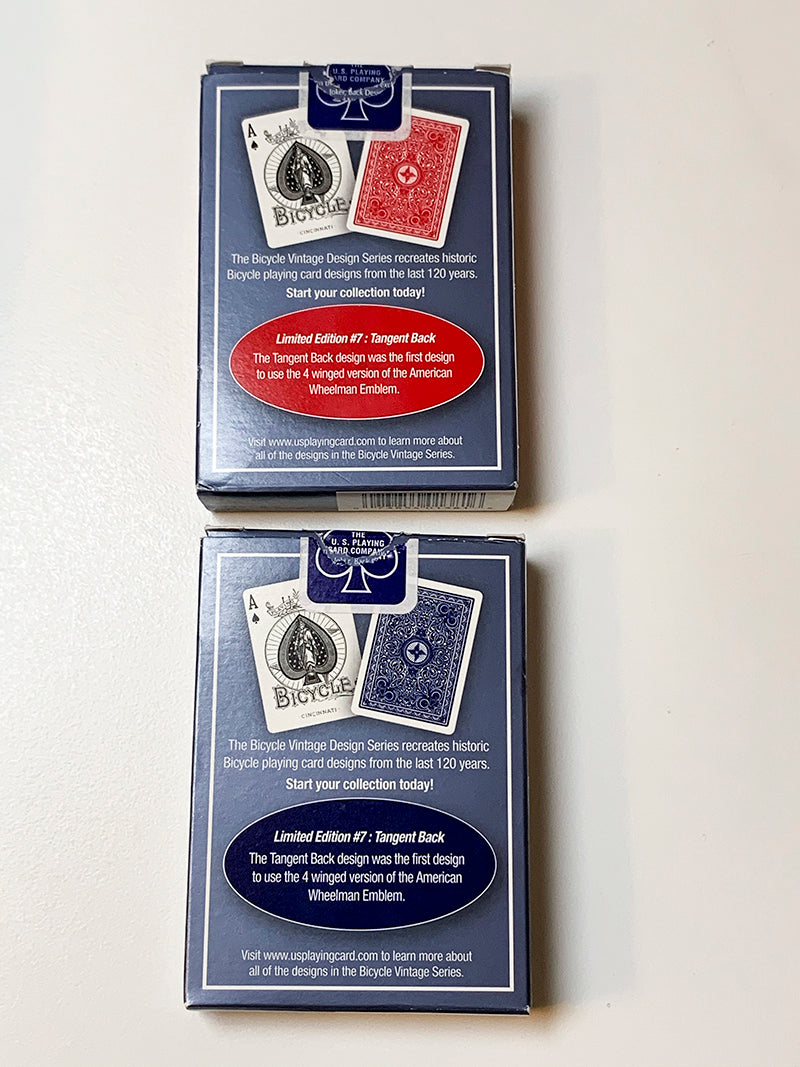 THE
U.S. PLAYING
CARD COMPANY
Joker, Back Des
A
BICYCLE
CINCINNATI
The Bicycle Vintage Design Series recreates historic
Bicycle playing card designs from the last 120 years.
Start your collection today!
Limited Edition #7 : Tangent Back
The Tangent Back design was the first design
to use the 4 winged version of the American
Wheelman Emblem.
Visit www.usplayingcard.com to learn more about
all of the designs in the Bicycle Vintage Series.
THE
U. S. PLAYING
CARD COMPANY
A
BICYCLE
CINCINNATI
The Bicycle Vintage Design Series recreates historic
Bicycle playing card designs from the last 120 years.
Start your collection today!
Limited Edition #7 : Tangent Back
The Tangent Back design was the first design
to use the 4 winged version of the American
Wheelman Emblem.
Visit www.usplayingcard.com to learn more about
all of the designs in the Bicycle Vintage Series.